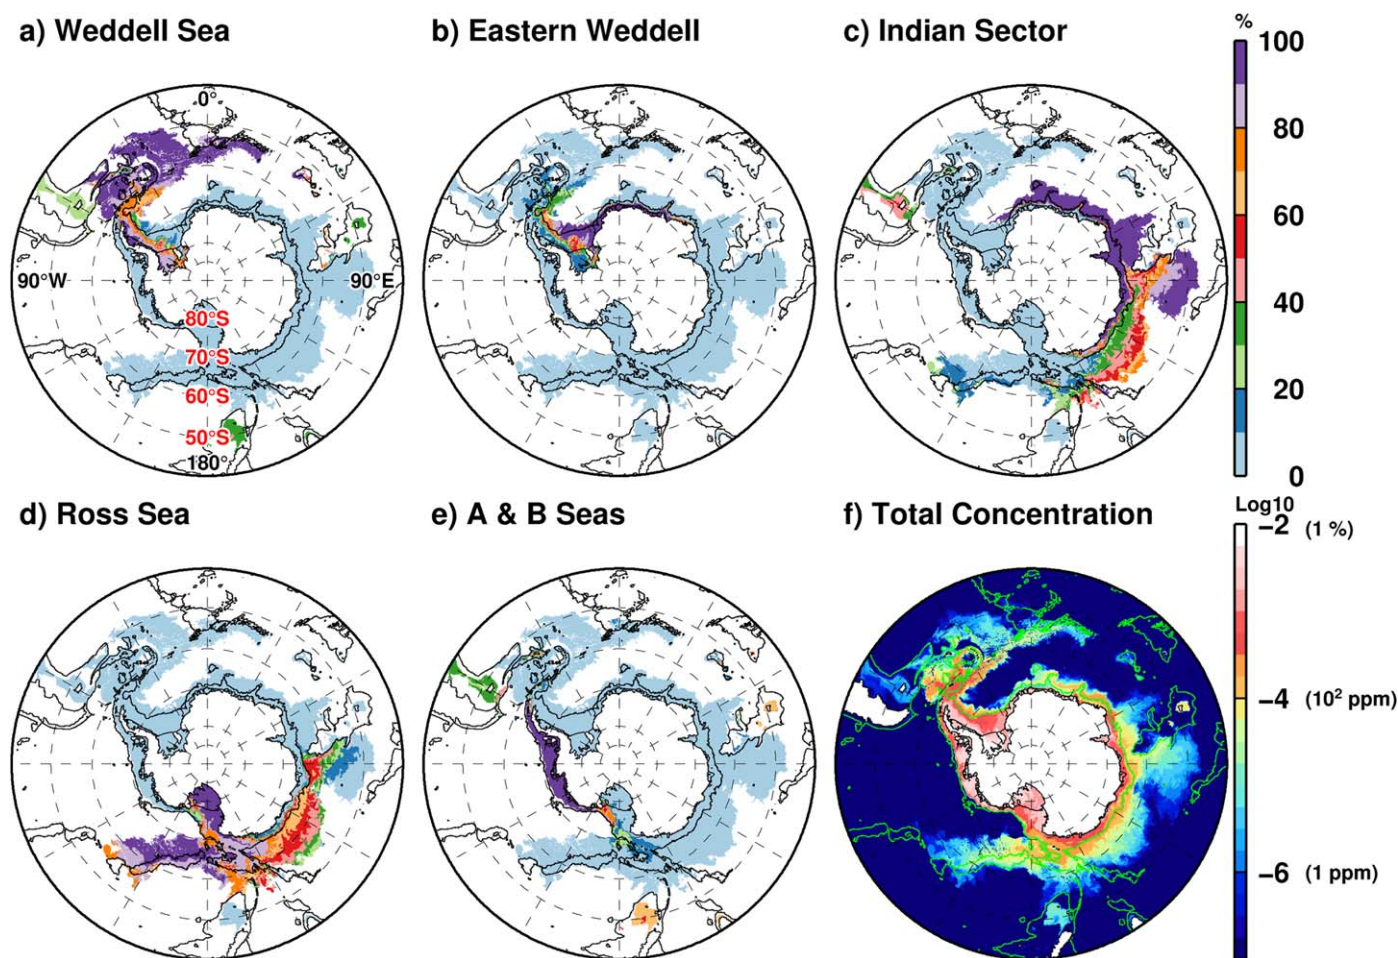 a) Weddell Sea
b) Eastern Weddell
c) Indian Sector
%
100
80
60
40
20
0
0°
90°W
90°E
80°S
70°S
60°S
50°S
180°
d) Ross Sea
e) A & B Seas
f) Total Concentration
Log10
−2 (1 %)
−4 (10² ppm)
−6 (1 ppm)